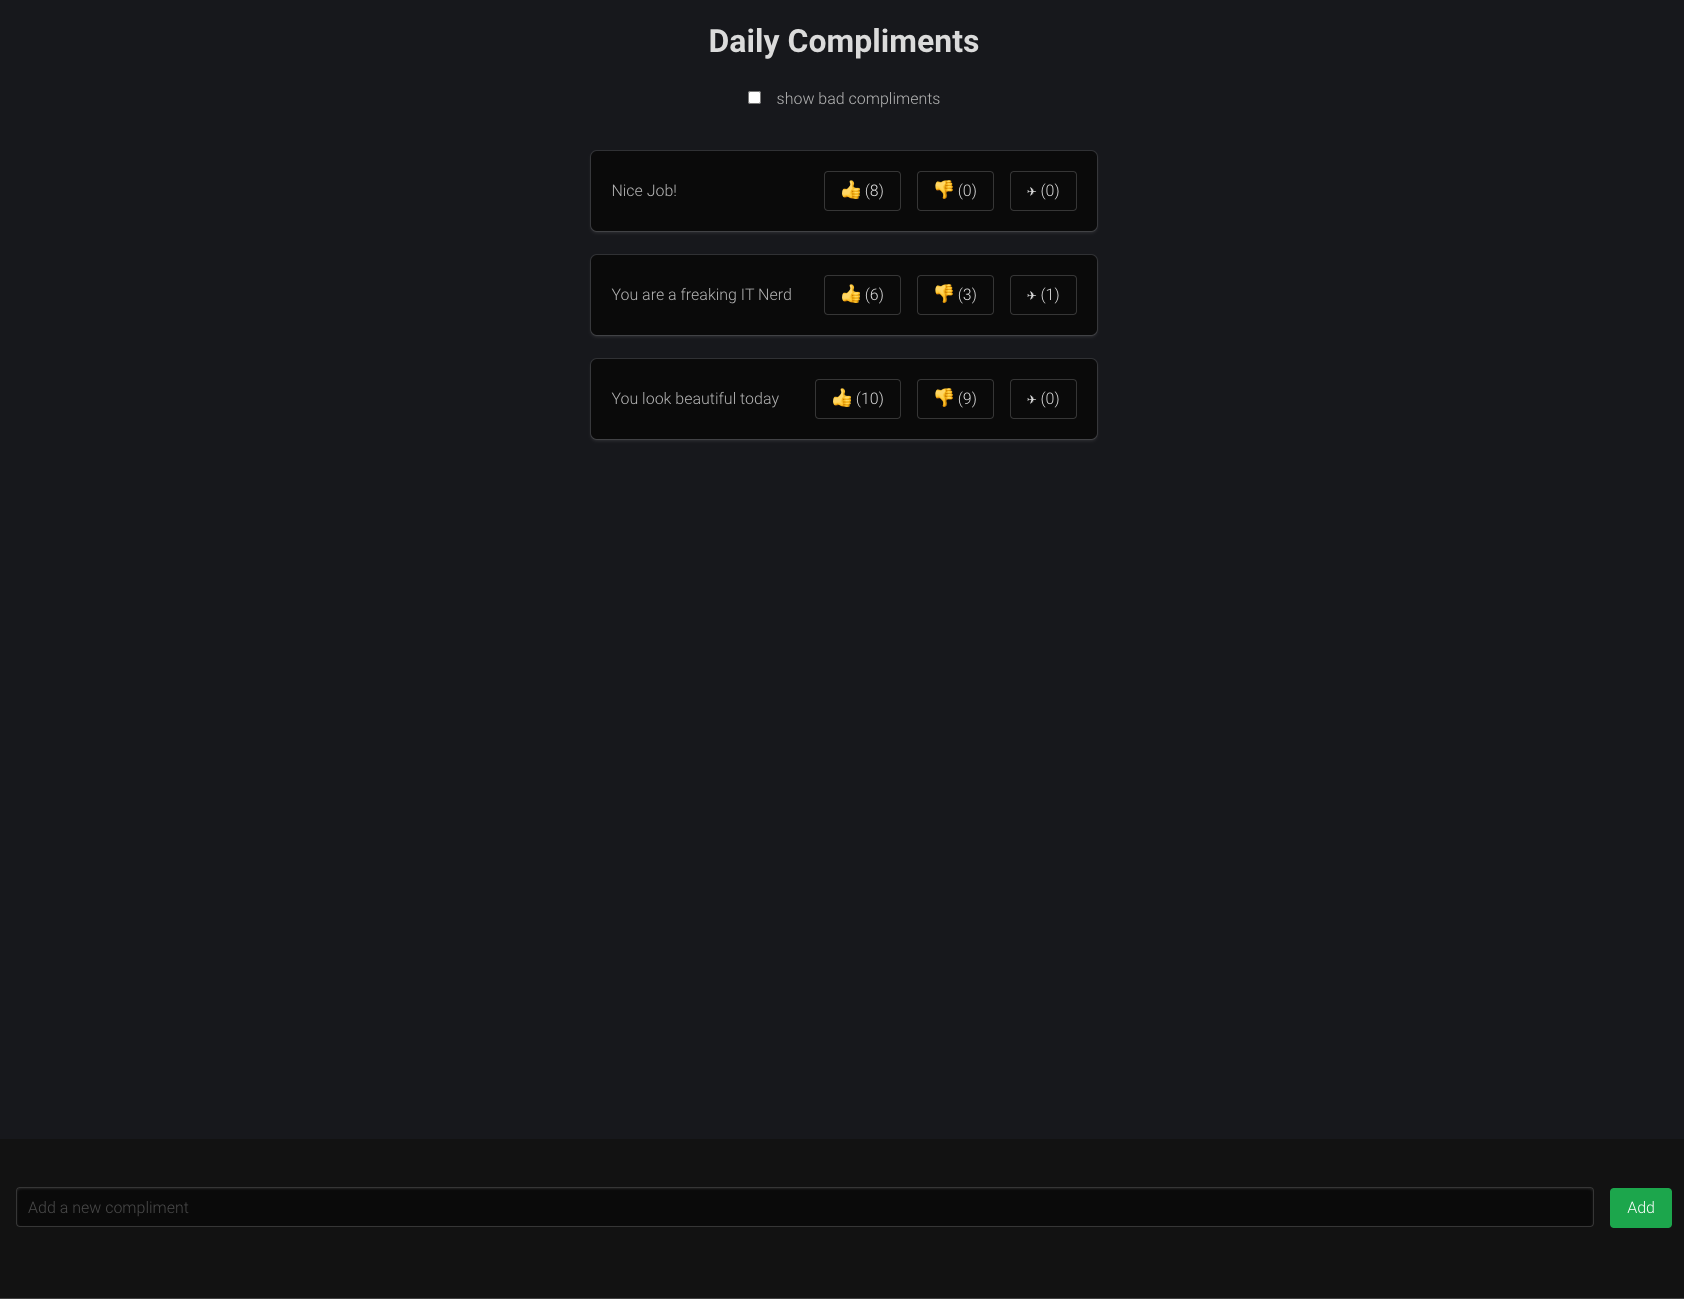 Daily Compliments
show bad compliments
Nice Job! 👍 (8) 👎 (0) ✈ (0)
You are a freaking IT Nerd 👍 (6) 👎 (3) ✈ (1)
You look beautiful today 👍 (10) 👎 (9) ✈ (0)
Add a new compliment Add